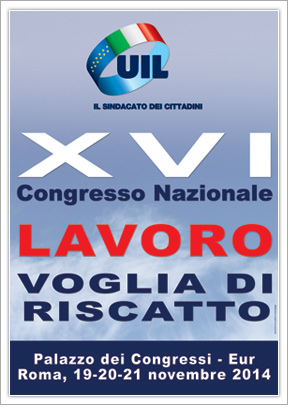 UIL
IL SINDACATO DEI CITTADINI
XVI
Congresso Nazionale
LAVORO
VOGLIA DI
RISCATTO
Palazzo dei Congressi - Eur
Roma, 19-20-21 novembre 2014